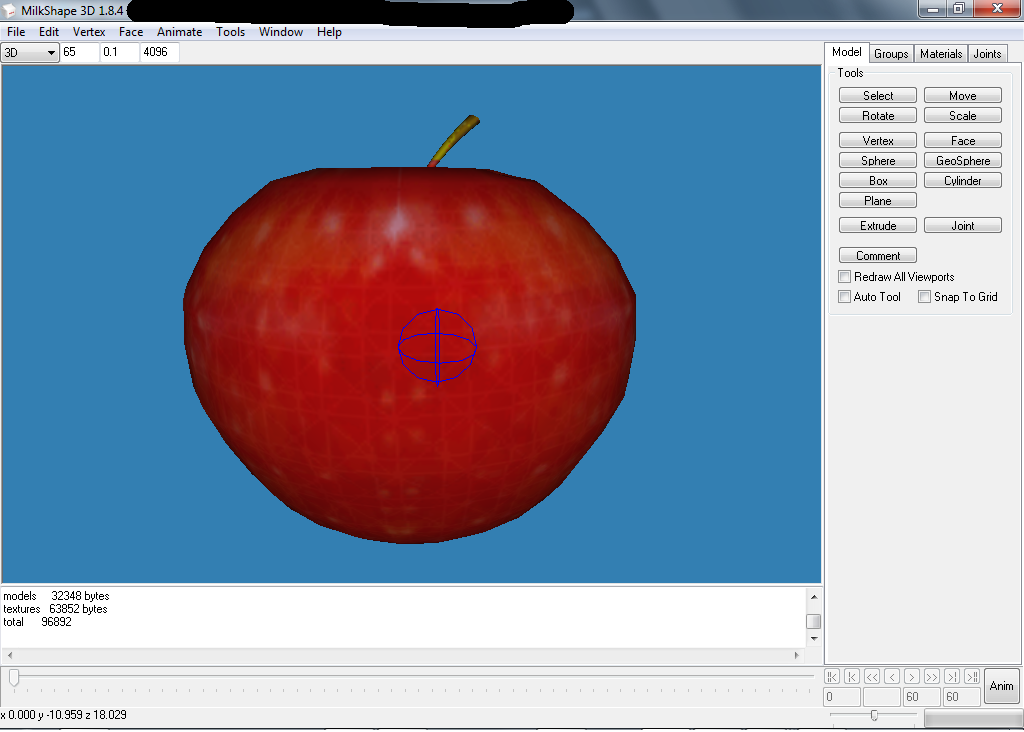 MilkShape 3D 1.8.4
File Edit Vertex Face Animate Tools Window Help
3D 65 0.1 4096
Model Groups Materials Joints
Tools
Select Move
Rotate Scale
Vertex Face
Sphere GeoSphere
Box Cylinder
Plane
Extrude Joint
Comment
Redraw All Viewports
Auto Tool Snap To Grid
models 32348 bytes
textures 63852 bytes
total 96892
|< |< << < > >> >| >||
0 60 60
Anim
x 0.000 y -10.959 z 18.029